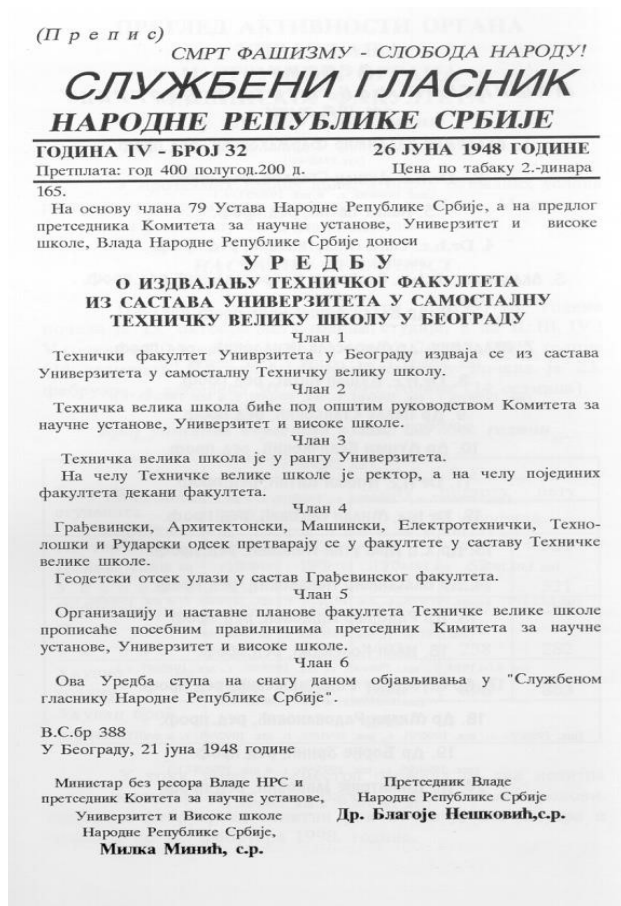 (Препис)
СМРТ ФАШИЗМУ - СЛОБОДА НАРОДУ!
СЛУЖБЕНИ ГЛАСНИК
НАРОДНЕ РЕПУБЛИКЕ СРБИЈЕ
ГОДИНА IV - БРОЈ 32 26 ЈУНА 1948 ГОДИНЕ
Претплата: год 400 полугод.200 д. Цена по табаку 2.-динара
165.
На основу члана 79 Устава Народне Републике Србије, а на предлог
претседника Комитета за научне установе, Универзитет и високе
школе, Влада Народне Републике Србије доноси
УРЕДБУ
О ИЗДВАЈАЊУ ТЕХНИЧКОГ ФАКУЛТЕТА
ИЗ САСТАВА УНИВЕРЗИТЕТА У САМОСТАЛНУ
ТЕХНИЧКУ ВЕЛИКУ ШКОЛУ У БЕОГРАДУ
Члан 1
Технички факултет Униврзитета у Београду издваја се из састава
Универзитета у самосталну Техничку велику школу.
Члан 2
Техничка велика школа биће под општим руководством Комитета за
научне установе, Универзитет и високе школе.
Члан 3
Техничка велика школа је у рангу Универзитета.
На челу Техничке велике школе је ректор, а на челу појединих
факултета декани факултета.
Члан 4
Грађевински, Архитектонски, Машински, Електротехнички, Техно-
лошки и Рударски одсек претварају се у факултете у саставу Техничке
велике школе.
Геодетски отсек улази у састав Грађевинског факултета.
Члан 5
Организацију и наставне планове факултета Техничке велике школе
прописаће посебним правилницима претседник Кимитета за научне
установе, Универзитет и високе школе.
Члан 6
Ова Уредба ступа на снагу даном објављивања у "Службеном
гласнику Народне Републике Србије".
В.С.бр 388
У Београду, 21 јуна 1948 године
Министар без ресора Владе НРС и
претседник Коитета за научне установе,
Универзитет и Високе школе
Народне Републике Србије,
Милка Минић, с.р.
Претседник Владе
Народне Републике Србије
Др. Благоје Нешковић,с.р.